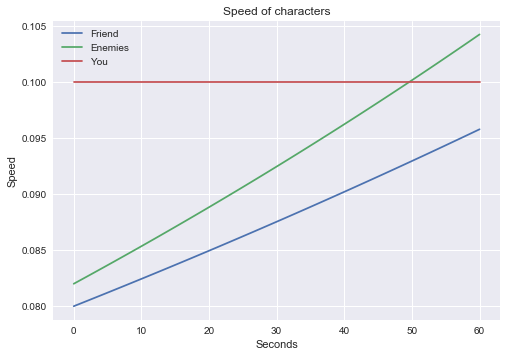 Speed of characters
Friend
Enemies
You
0.105
0.100
0.095
0.090
0.085
0.080
Speed
0 10 20 30 40 50 60
Seconds